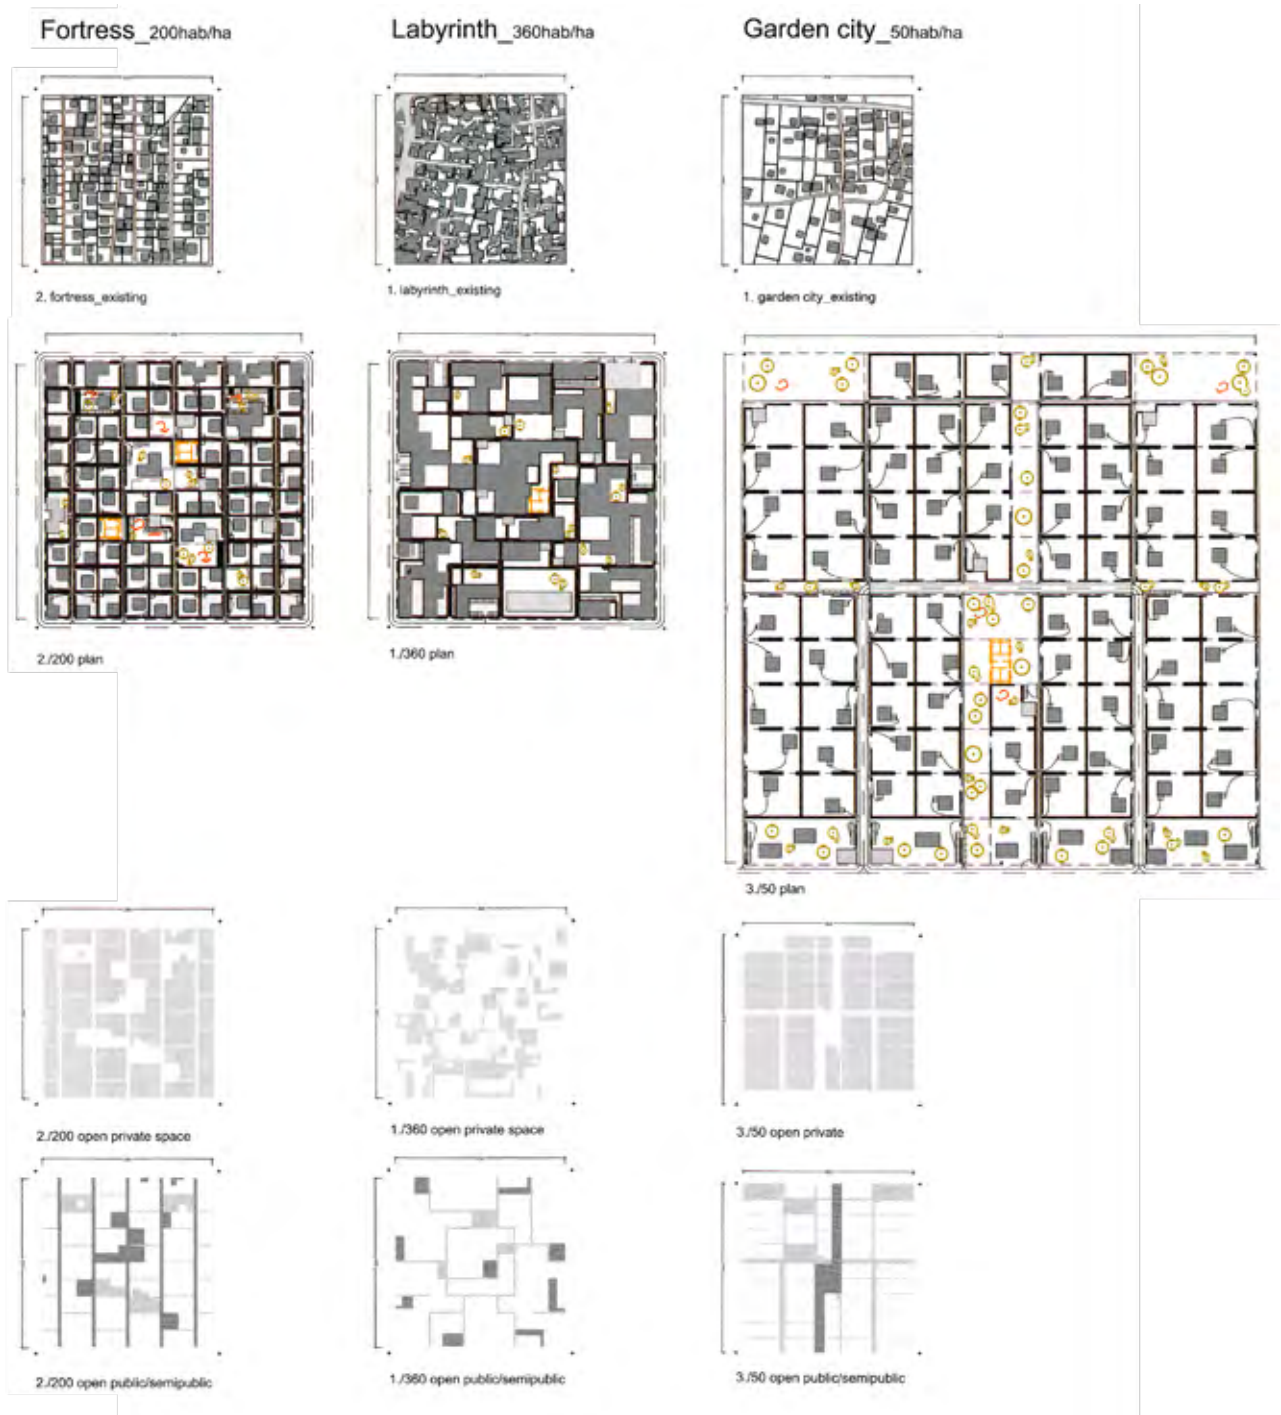 Fortress_200hab/ha
Labyrinth_360hab/ha
Garden city_50hab/ha
2. fortress_existing
1. labyrinth_existing
1. garden city_existing
2./200 plan
1./360 plan
3./50 plan
2./200 open private space
1./360 open private space
3./50 open private
2./200 open public/semipublic
1./360 open public/semipublic
3./50 open public/semipublic